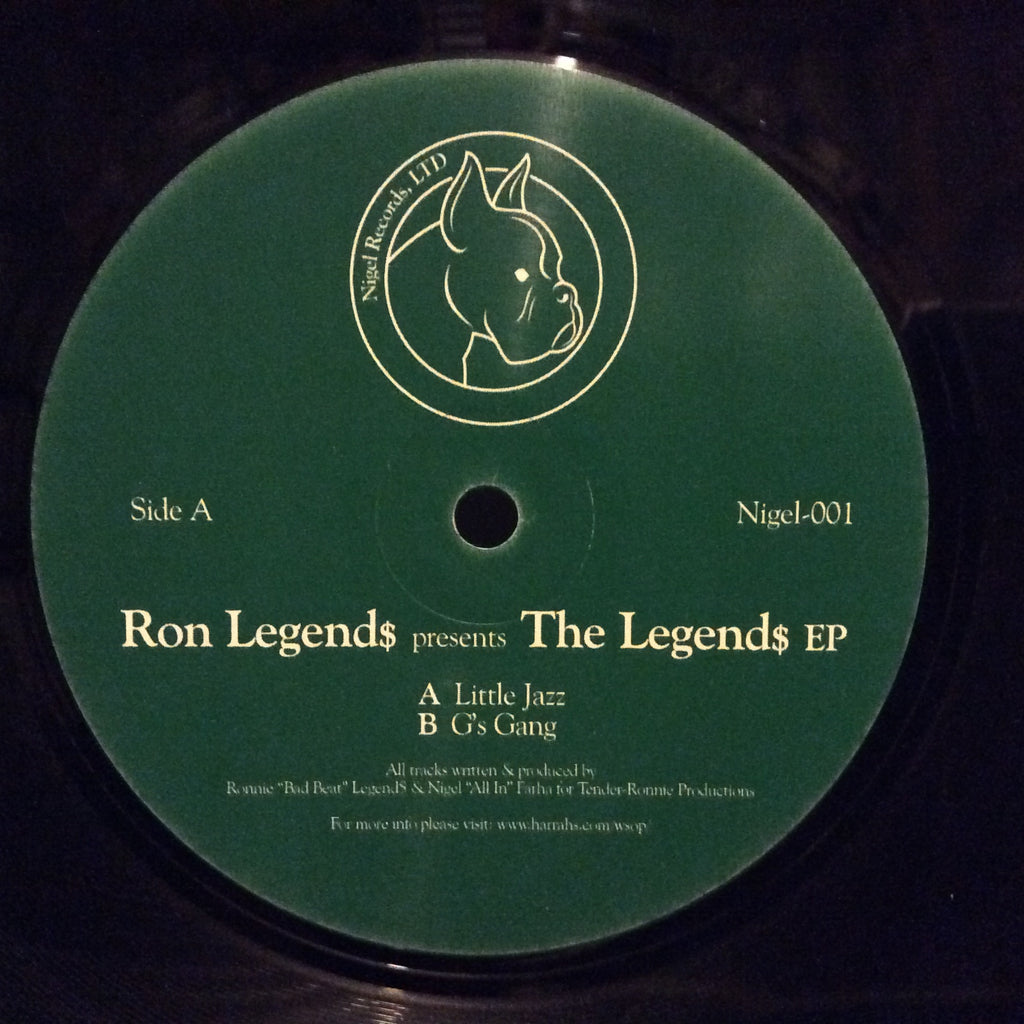 Nigel Records, LTD
Side A
Nigel-001
Ron Legend$ presents The Legend$ EP
A Little Jazz
B G's Gang
All tracks written & produced by
Ronnie "Bad Beat" Legend$ & Nigel "All In" Farha for Tender-Ronnie Productions
For more info please visit: www.harrahs.com/wsop/